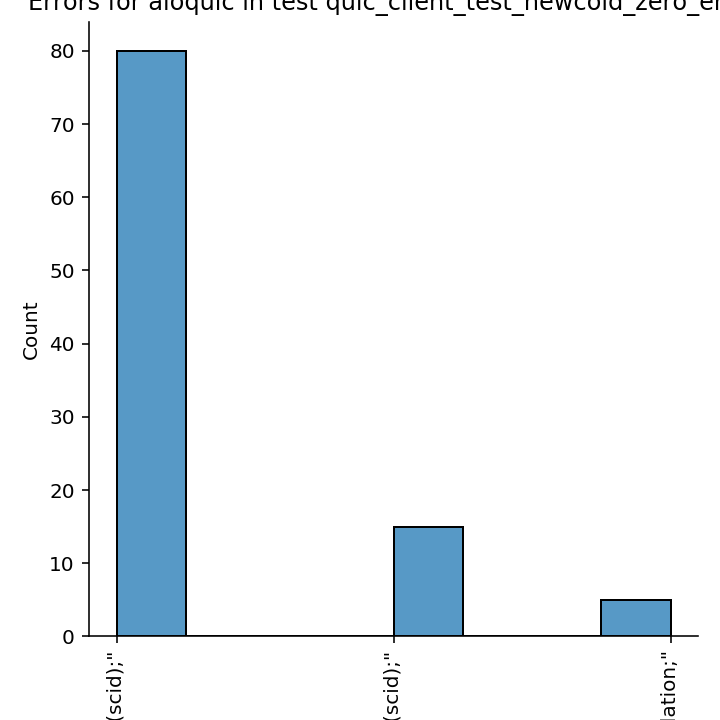 Errors for aioquic in test quic_client_test_newcoid_zero_er
80
70
60
50
40
30
20
10
0
Count
(scid);"
(scid);"
lation;"